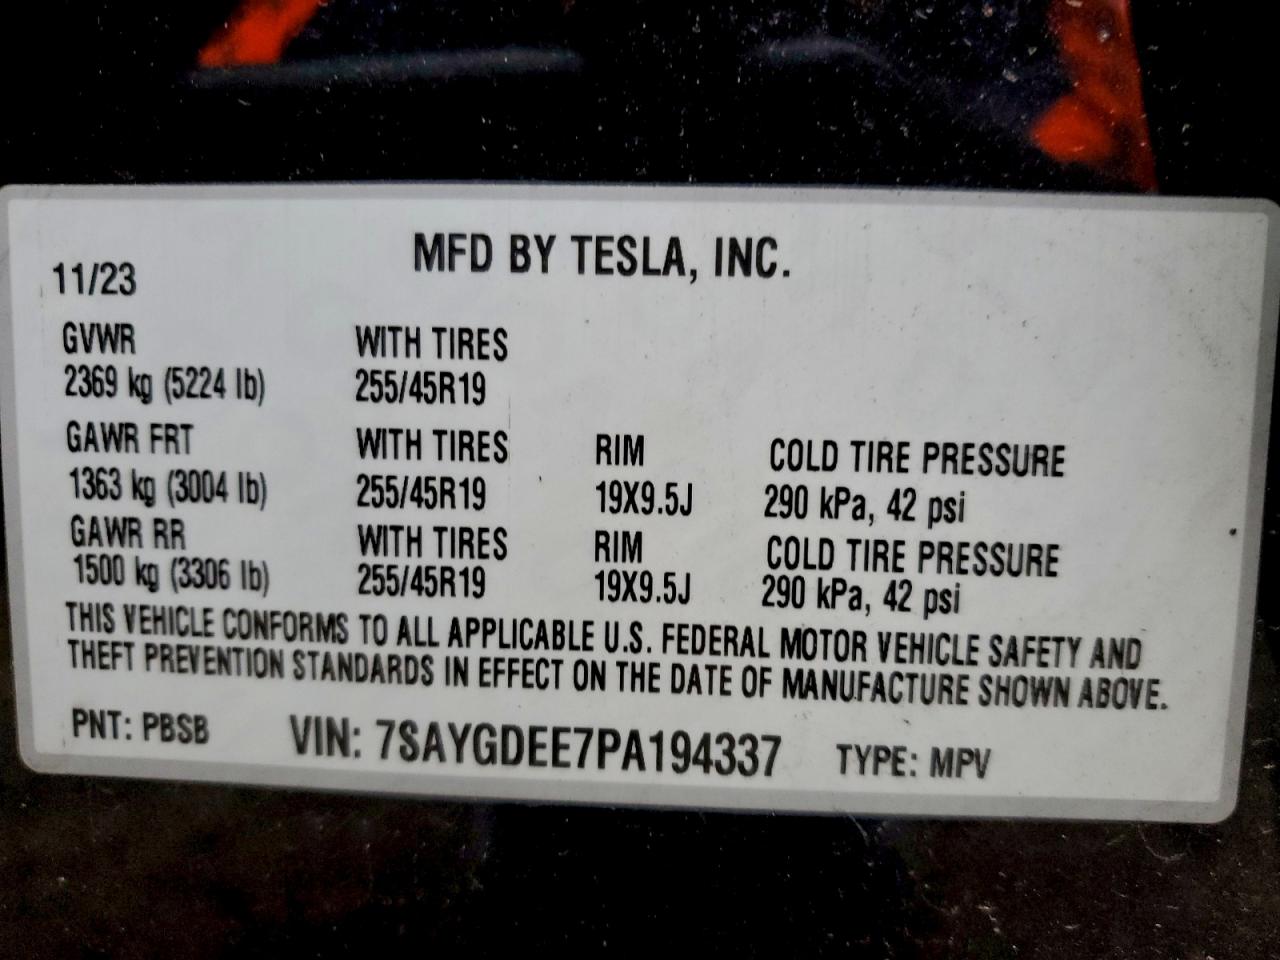 MFD BY TESLA, INC.
11/23
GVWR WITH TIRES
2369 kg (5224 lb) 255/45R19
GAWR FRT WITH TIRES RIM COLD TIRE PRESSURE
1363 kg (3004 lb) 255/45R19 19X9.5J 290 kPa, 42 psi
GAWR RR WITH TIRES RIM COLD TIRE PRESSURE
1500 kg (3306 lb) 255/45R19 19X9.5J 290 kPa, 42 psi
THIS VEHICLE CONFORMS TO ALL APPLICABLE U.S. FEDERAL MOTOR VEHICLE SAFETY AND
THEFT PREVENTION STANDARDS IN EFFECT ON THE DATE OF MANUFACTURE SHOWN ABOVE.
PNT: PBSB VIN: 7SAYGDEE7PA194337 TYPE: MPV